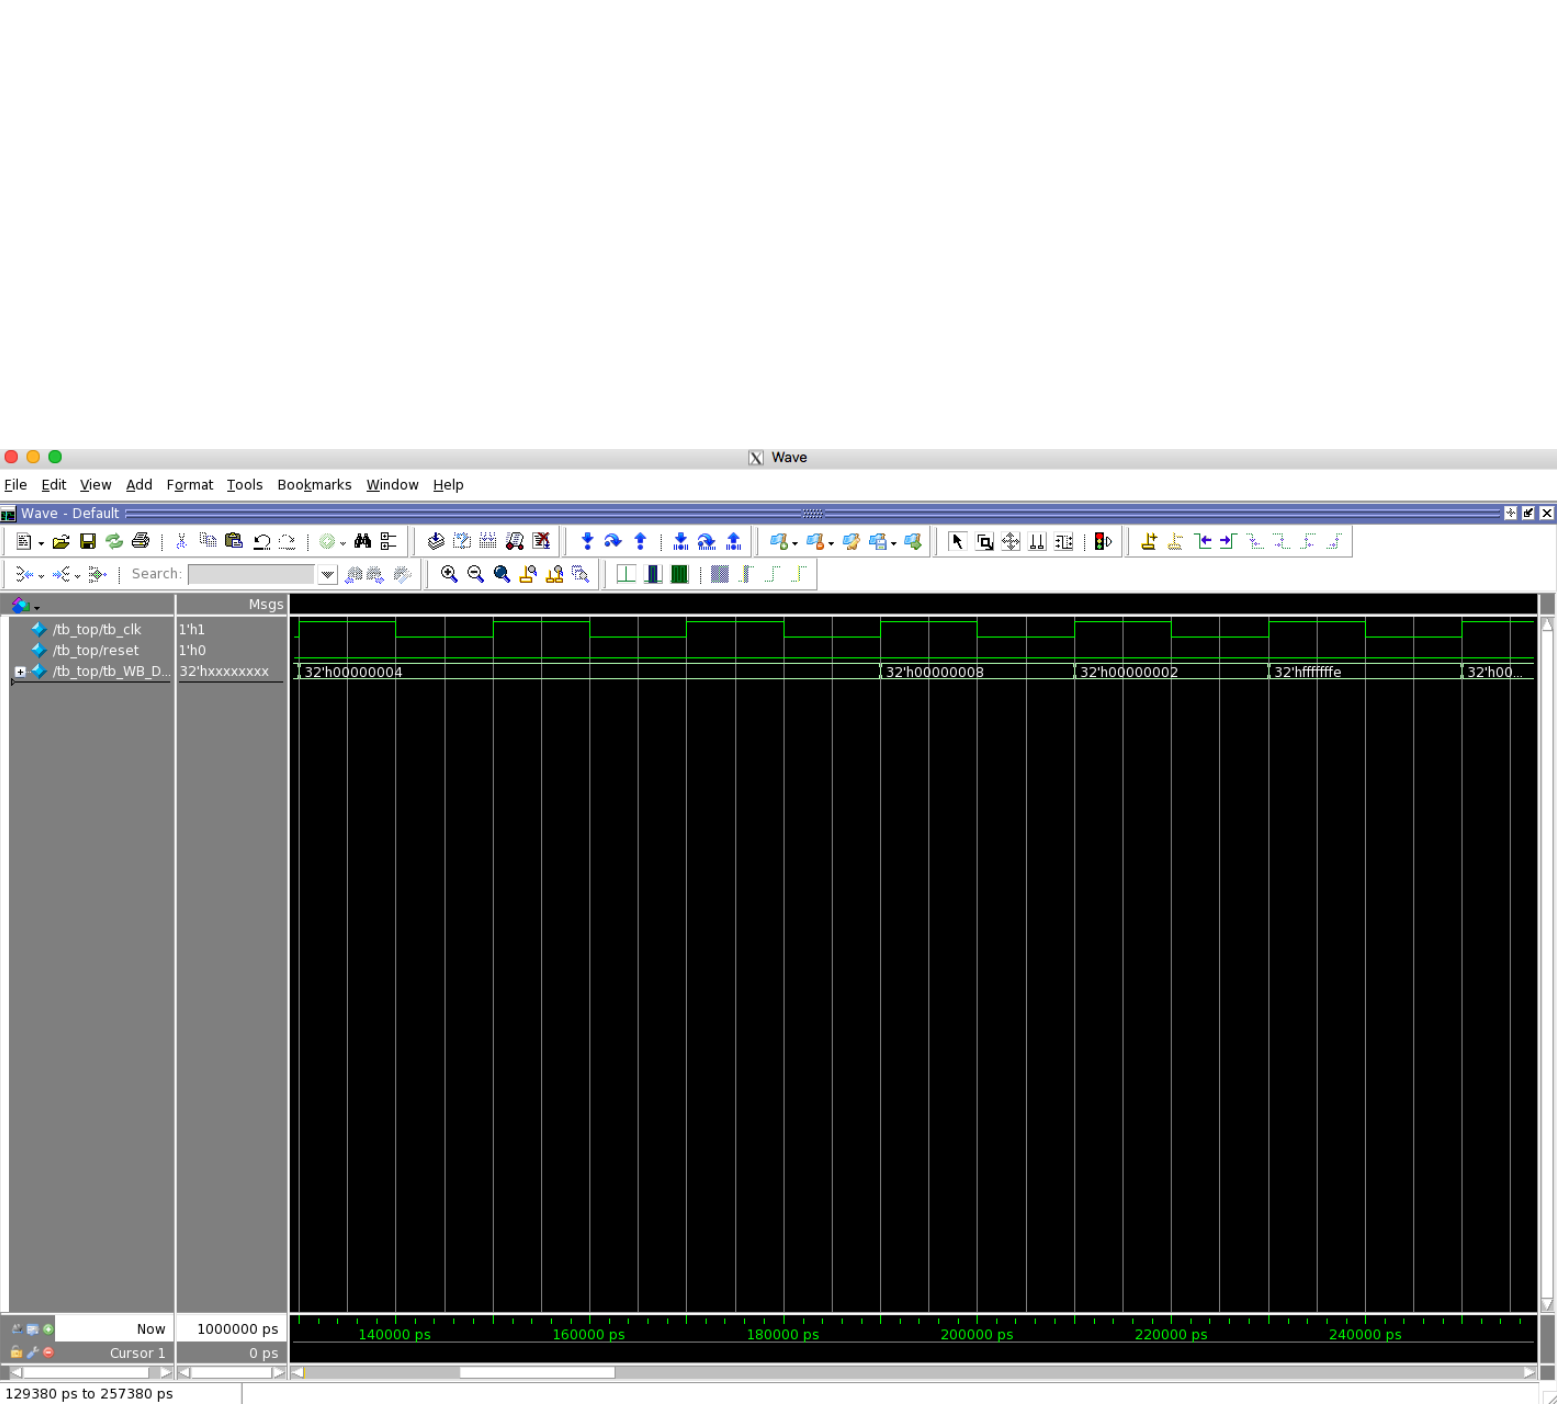 Wave
File Edit View Add Format Tools Bookmarks Window Help
Wave - Default
Search:
Msgs
/tb_top/tb_clk 1'h1
/tb_top/reset 1'h0
/tb_top/tb_WB_D... 32'hxxxxxxxx 32'h00000004 32'h00000008 32'h00000002 32'hfffffffe 32'h00...
Now 1000000 ps 140000 ps 160000 ps 180000 ps 200000 ps 220000 ps 240000 ps
Cursor 1 0 ps
129380 ps to 257380 ps